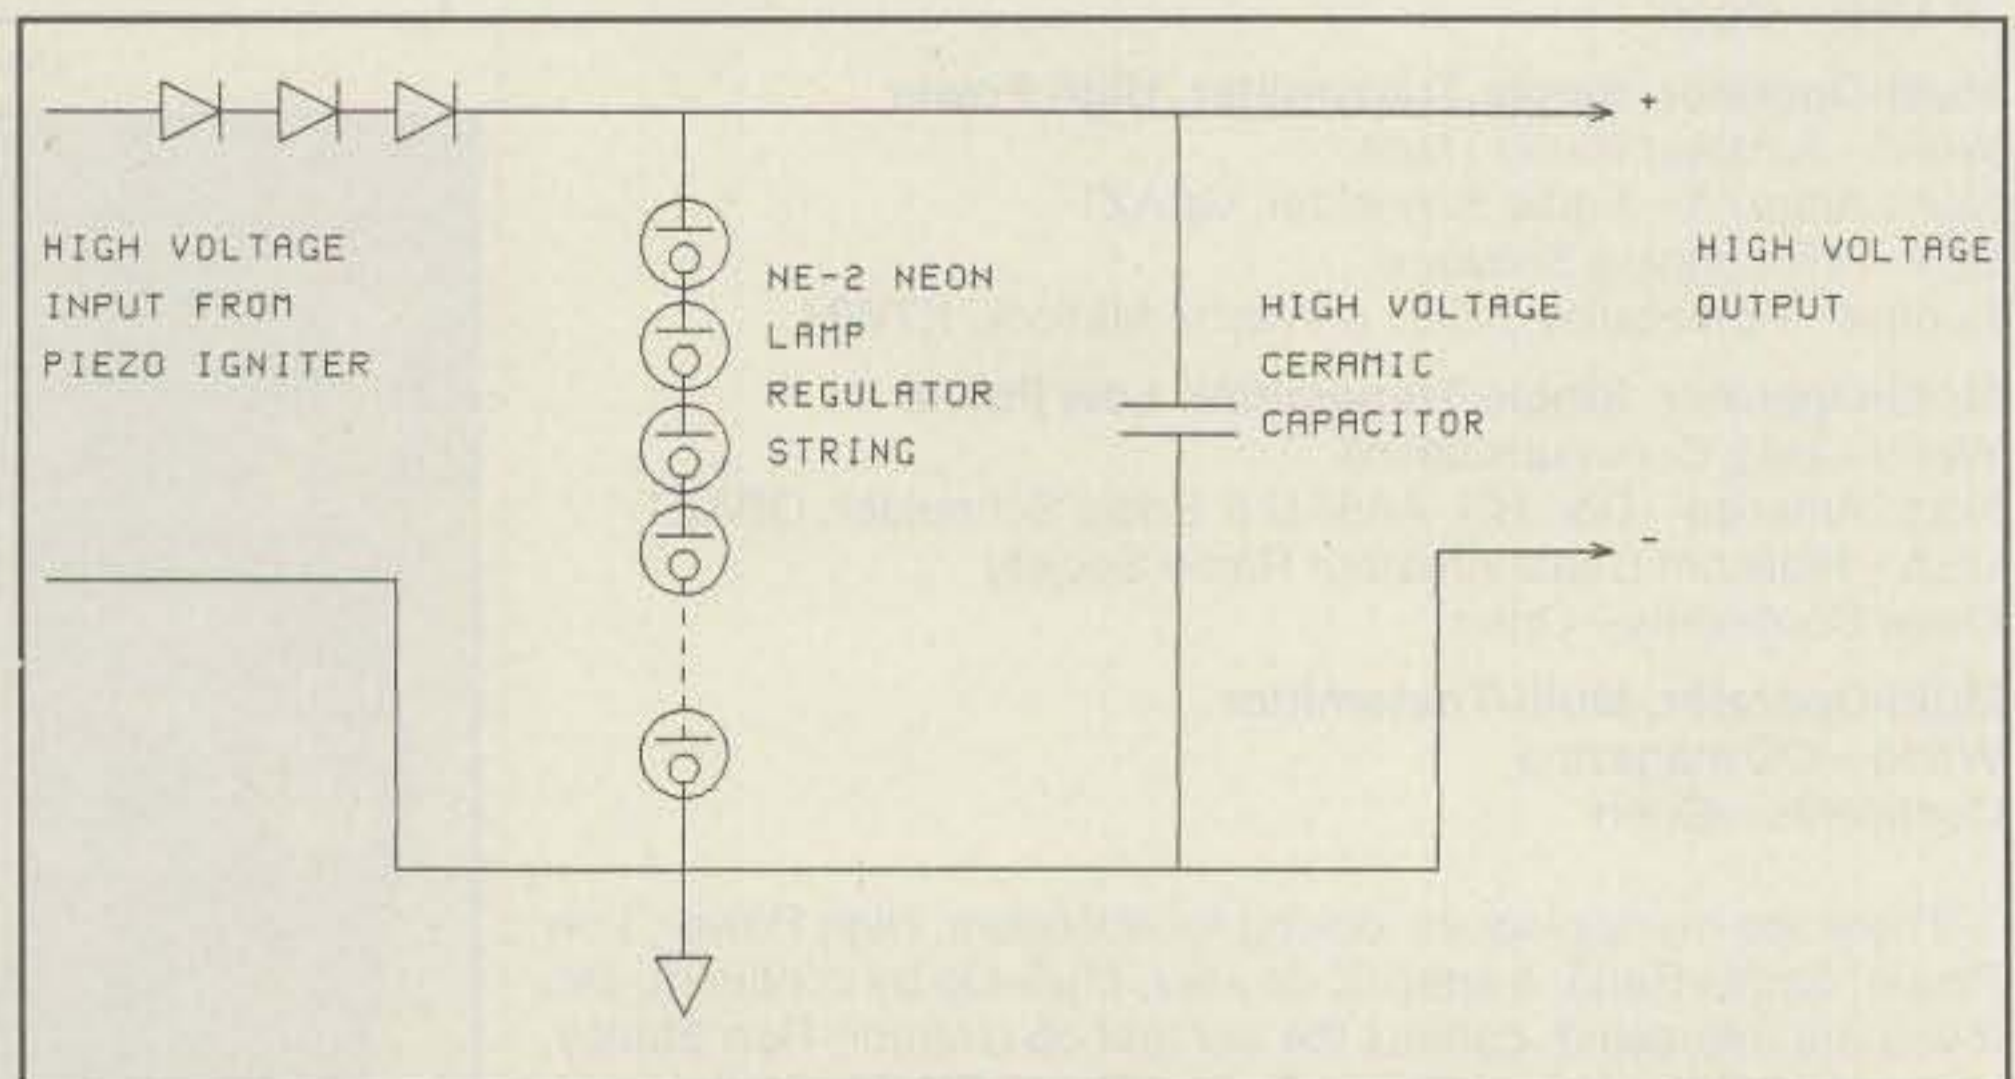 +
HIGH VOLTAGE
INPUT FROM
PIEZO IGNITER
NE-2 NEON
LAMP
REGULATOR
STRING
HIGH VOLTAGE
CERAMIC
CAPACITOR
HIGH VOLTAGE
OUTPUT
-